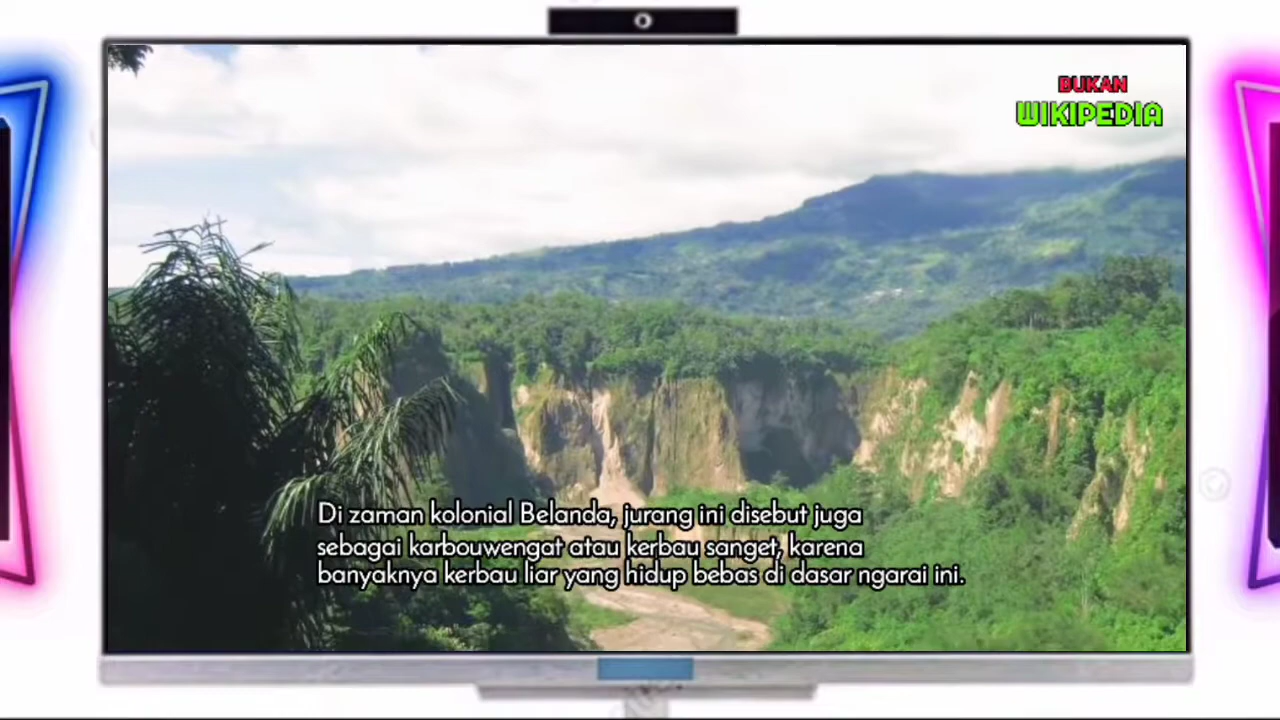 BUKAN
WIKIPEDIA
Di zaman kolonial Belanda, jurang ini disebut juga
sebagai karbouwengat atau kerbau sanget, karena
banyaknya kerbau liar yang hidup bebas di dasar ngarai ini.